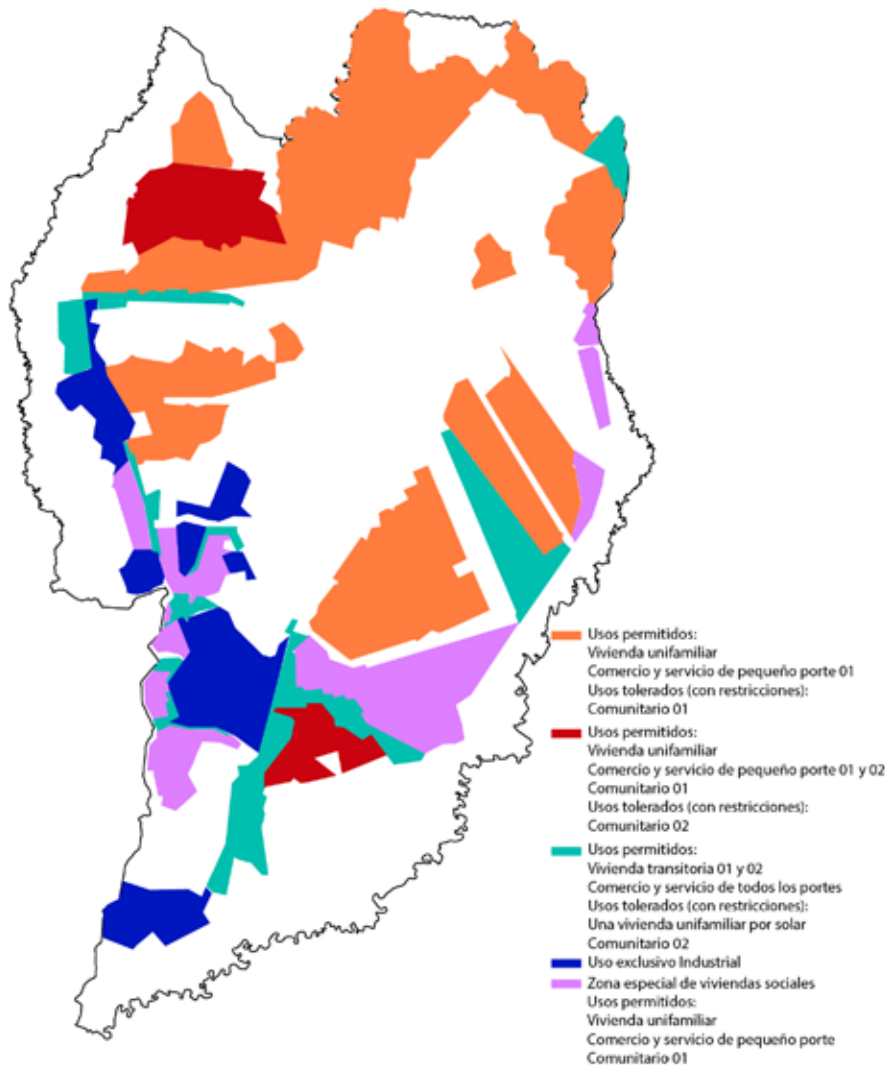 Usos permitidos:
Vivienda unifamiliar
Comercio y servicio de pequeño porte 01
Usos tolerados (con restricciones):
Comunitario 01
Usos permitidos:
Vivienda unifamiliar
Comercio y servicio de pequeño porte 01 y 02
Comunitario 01
Usos tolerados (con restricciones):
Comunitario 02
Usos permitidos:
Vivienda transitoria 01 y 02
Comercio y servicio de todos los portes
Usos tolerados (con restricciones):
Una vivienda unifamiliar por solar
Comunitario 02
Uso exclusivo Industrial
Zona especial de viviendas sociales
Usos permitidos:
Vivienda unifamiliar
Comercio y servicio de pequeño porte
Comunitario 01